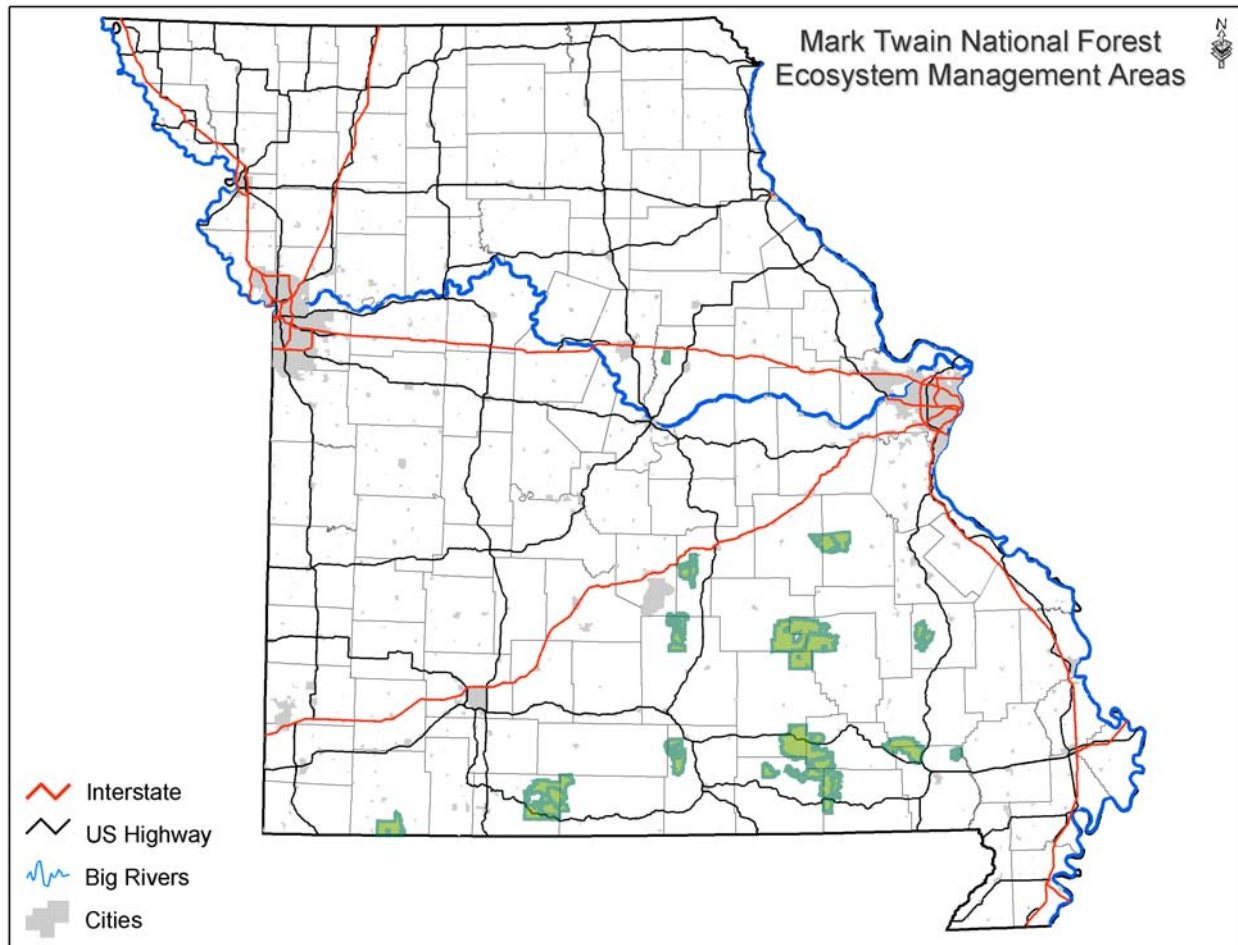 Mark Twain National Forest
Ecosystem Management Areas
N
Interstate
US Highway
Big Rivers
Cities